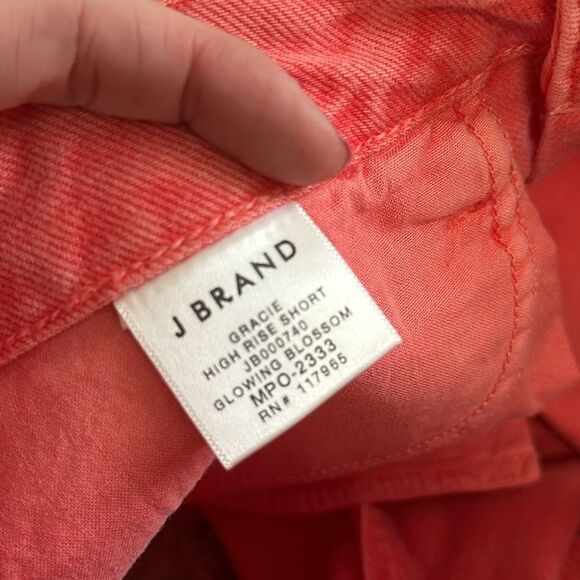 J BRAND
GRACIE
HIGH RISE SHORT
JB000740
GLOWING BLOSSOM
MPO-2333
RN# 117965